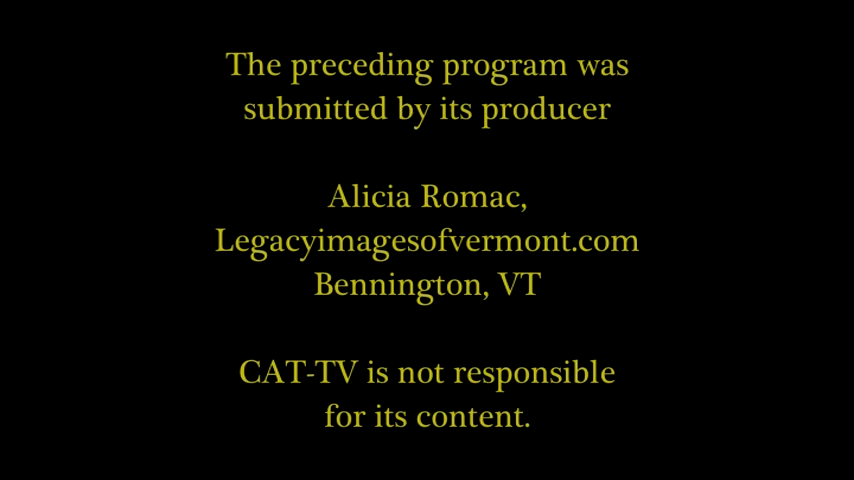 The preceding program was
submitted by its producer
Alicia Romac,
Legacyimagesofvermont.com
Bennington, VT
CAT-TV is not responsible
for its content.